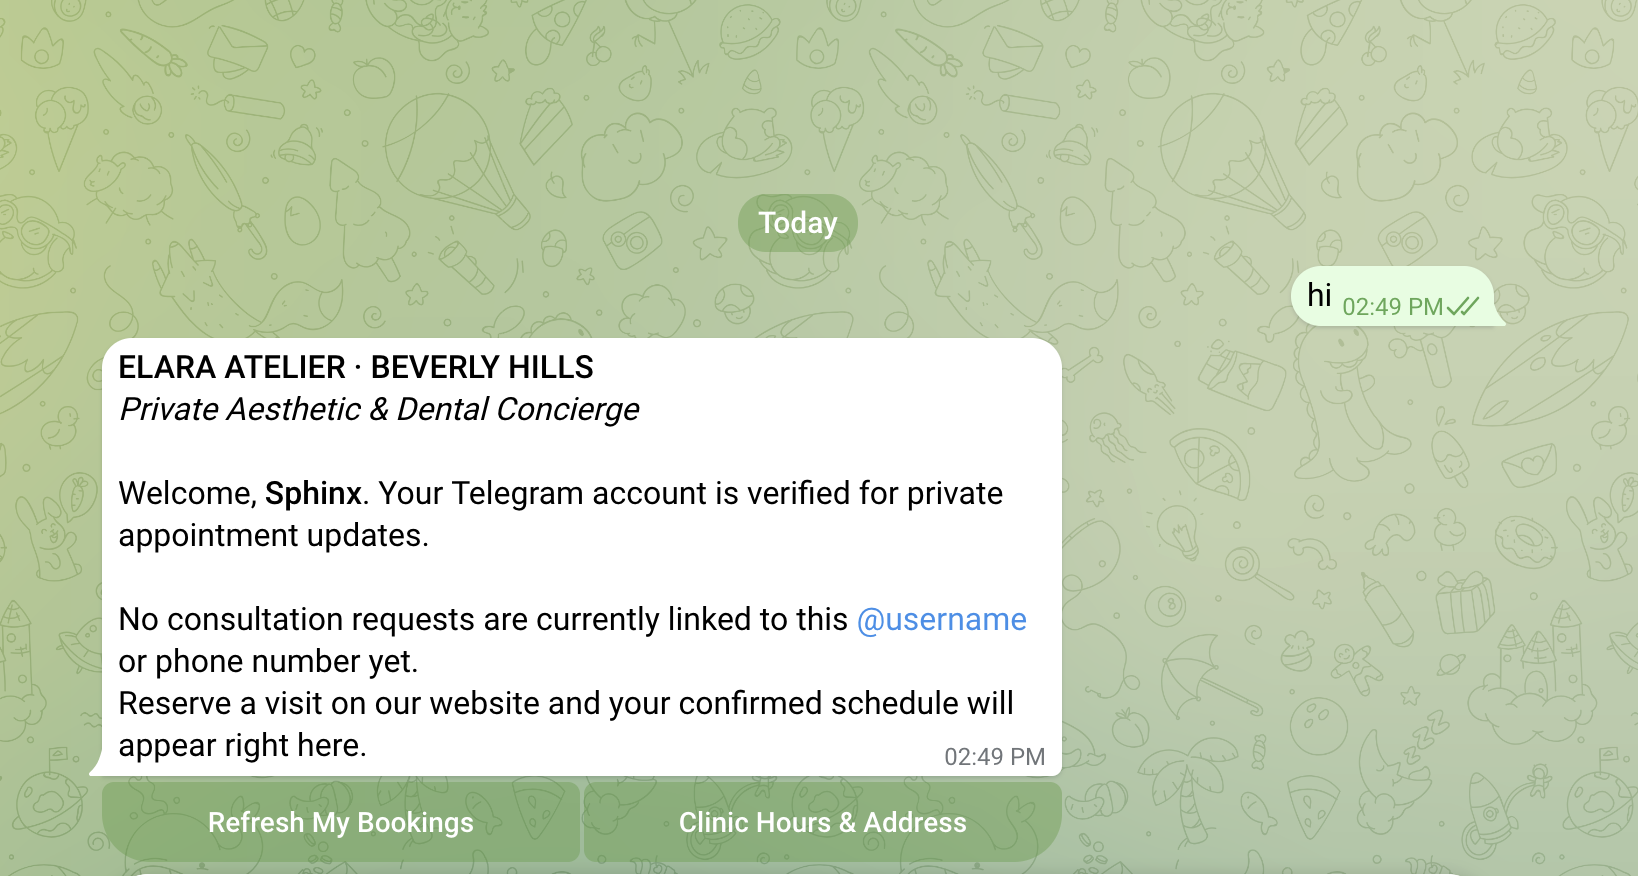 Today
hi 02:49 PM
ELARA ATELIER · BEVERLY HILLS
Private Aesthetic & Dental Concierge
Welcome, Sphinx. Your Telegram account is verified for private
appointment updates.
No consultation requests are currently linked to this @username
or phone number yet.
Reserve a visit on our website and your confirmed schedule will
appear right here.
02:49 PM
Refresh My Bookings
Clinic Hours & Address